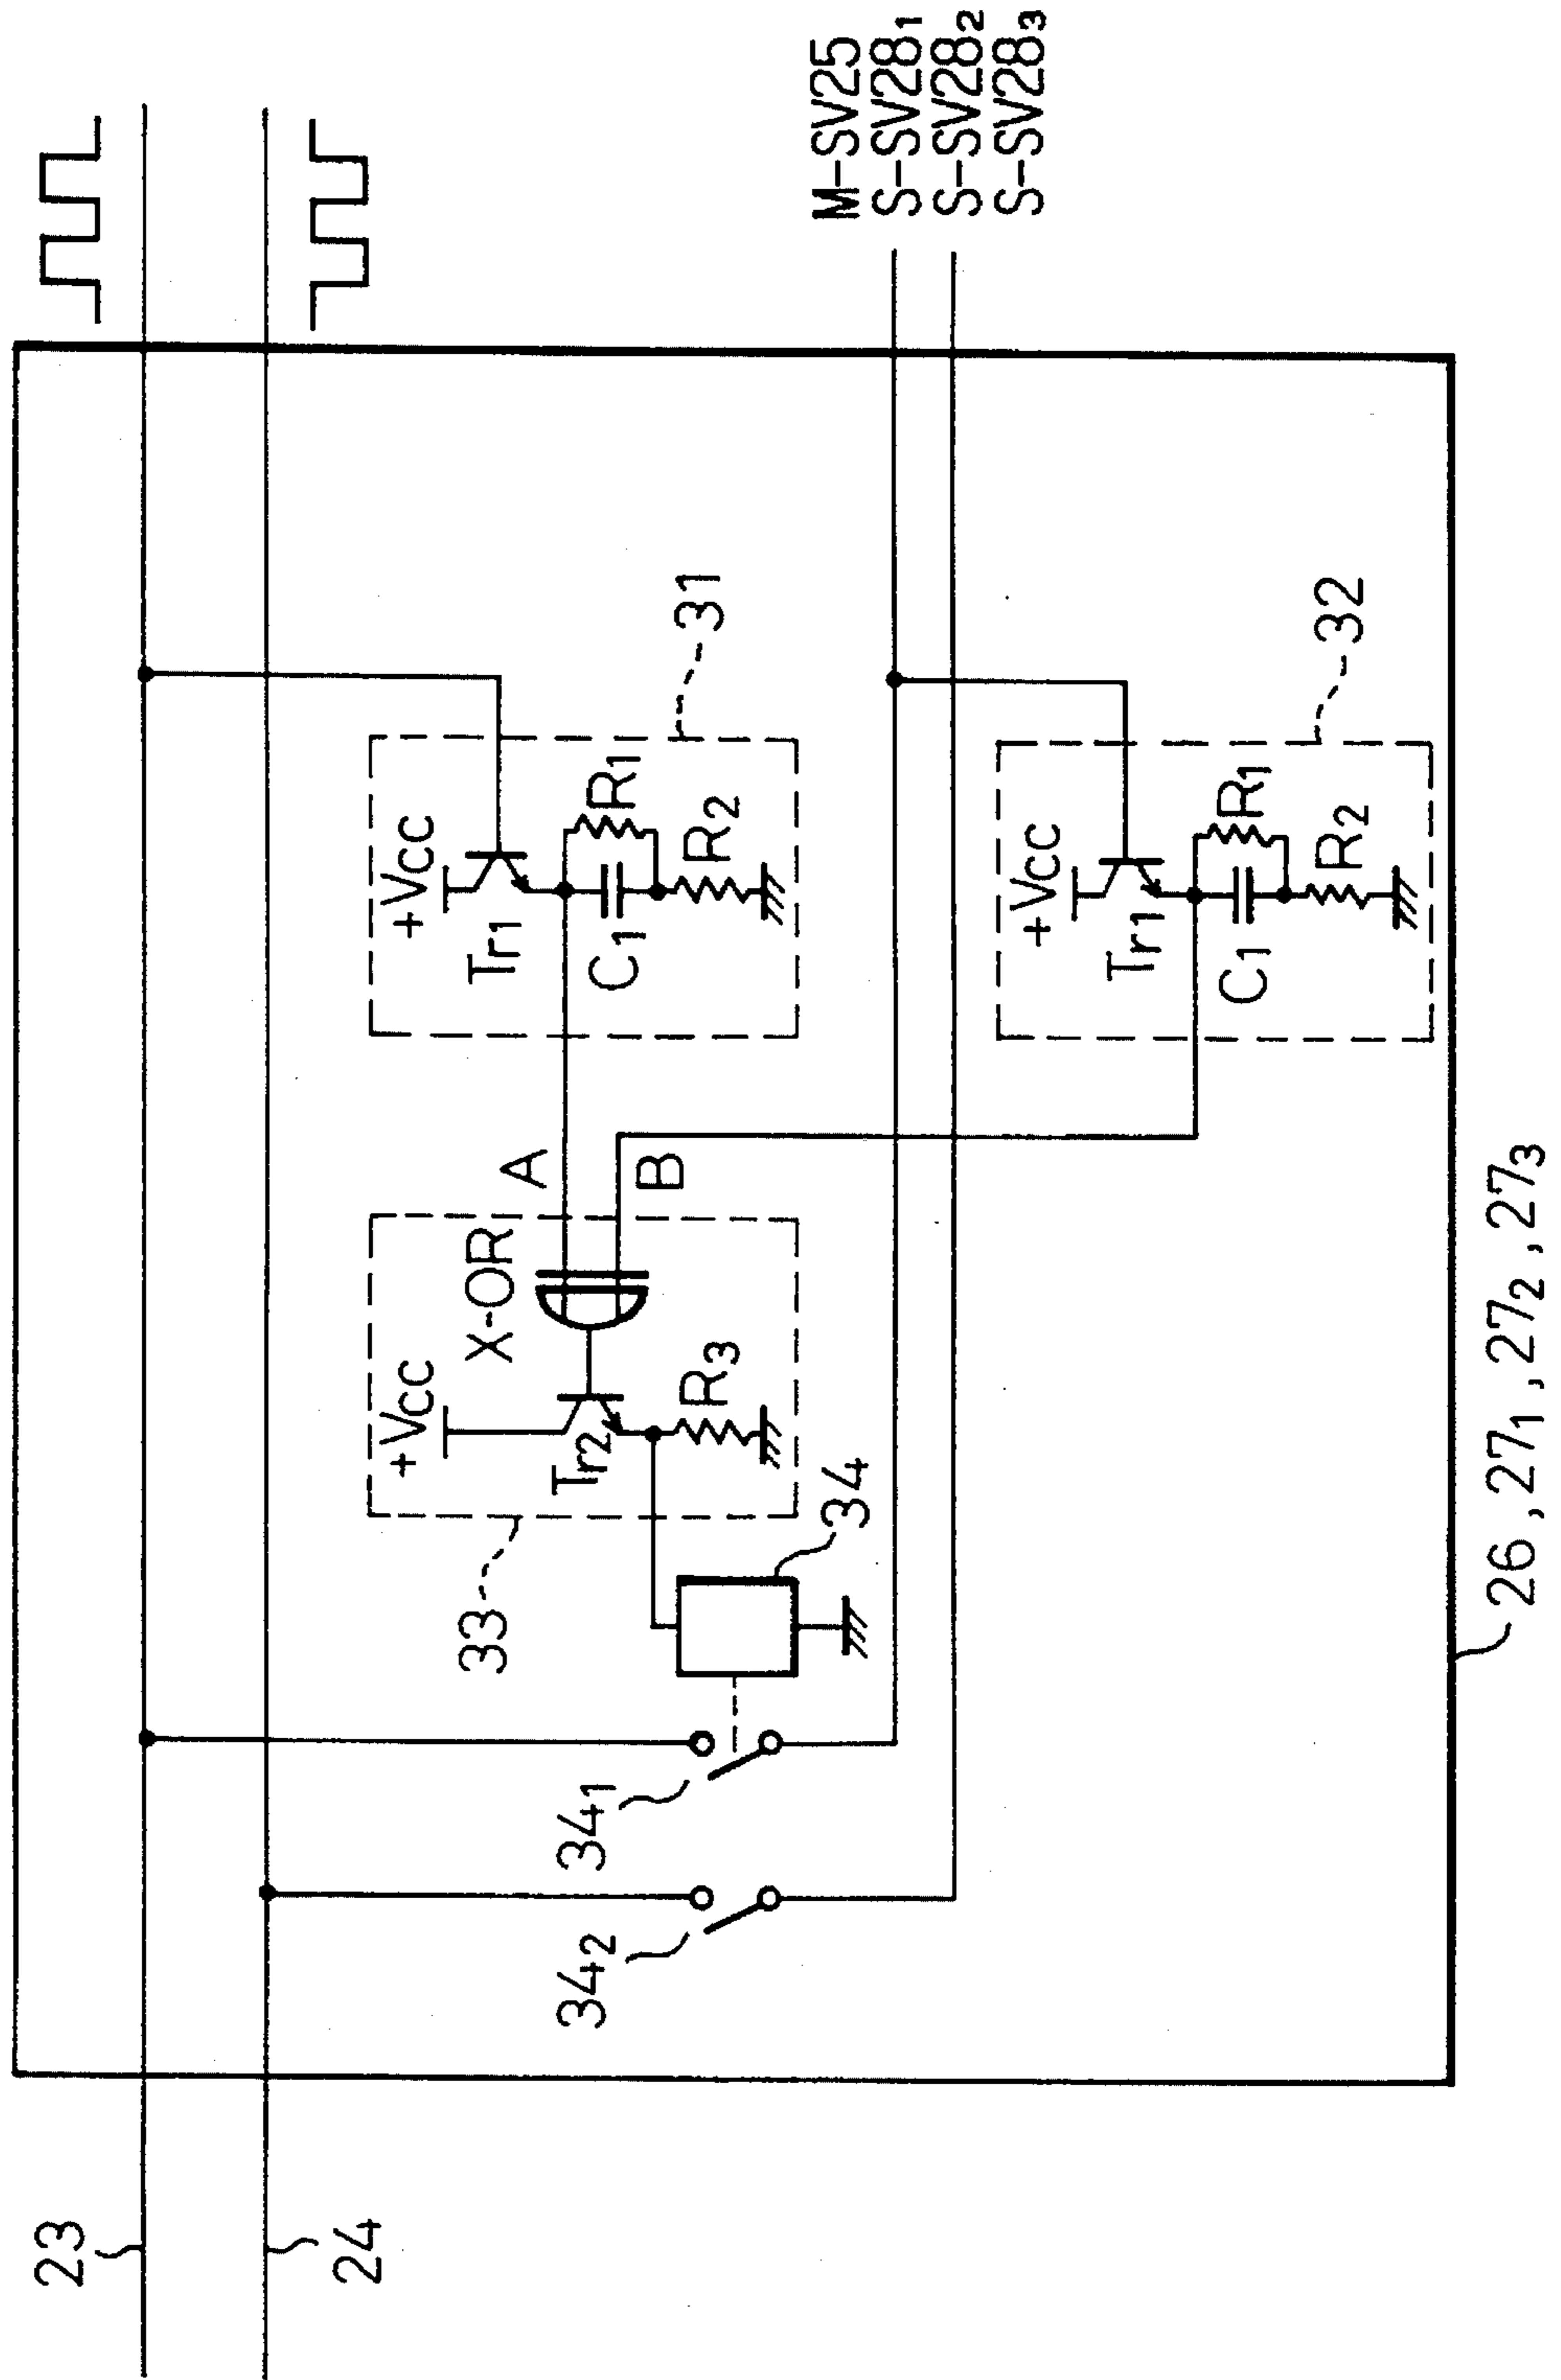 23
24
M-SV25
S-SV28₁
S-SV28₂
S-SV28₃
+Vcc
Tr1
C1
R1
R2
31
A
B
X-OR
+Vcc
Tr2
R3
33
34
34₁
34₂
+Vcc
Tr1
C1
R1
R2
32
26 , 27₁ , 27₂ , 27₃